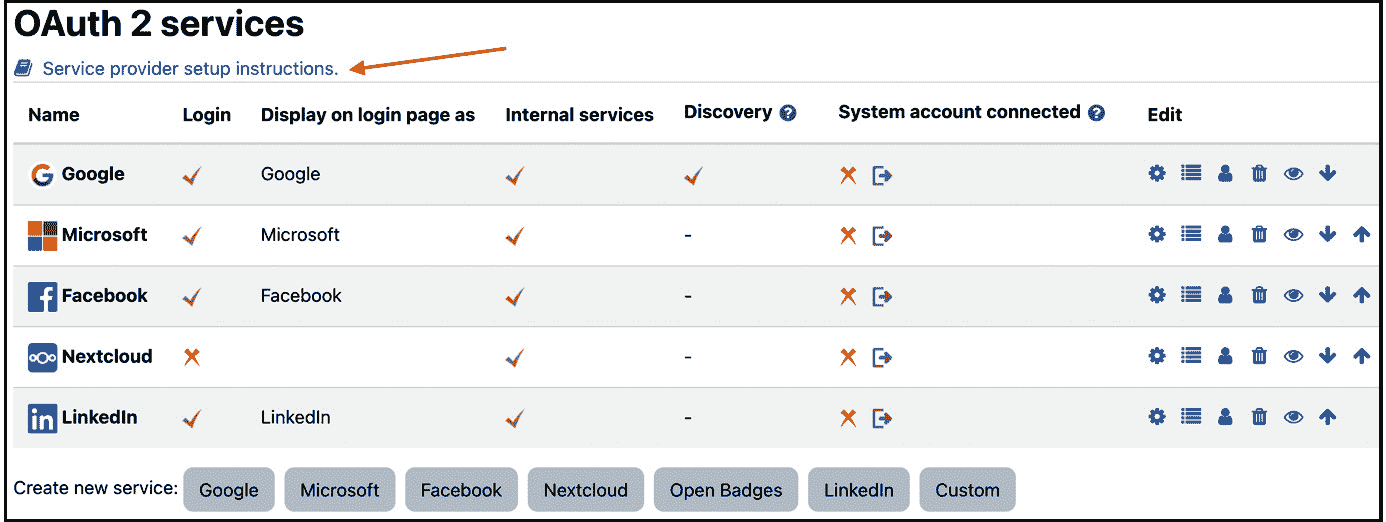 OAuth 2 services
Service provider setup instructions.
Name Login Display on login page as Internal services Discovery System account connected Edit
Google Google
Microsoft Microsoft - 
Facebook Facebook -
Nextcloud -
LinkedIn LinkedIn -
Create new service: Google Microsoft Facebook Nextcloud Open Badges LinkedIn Custom